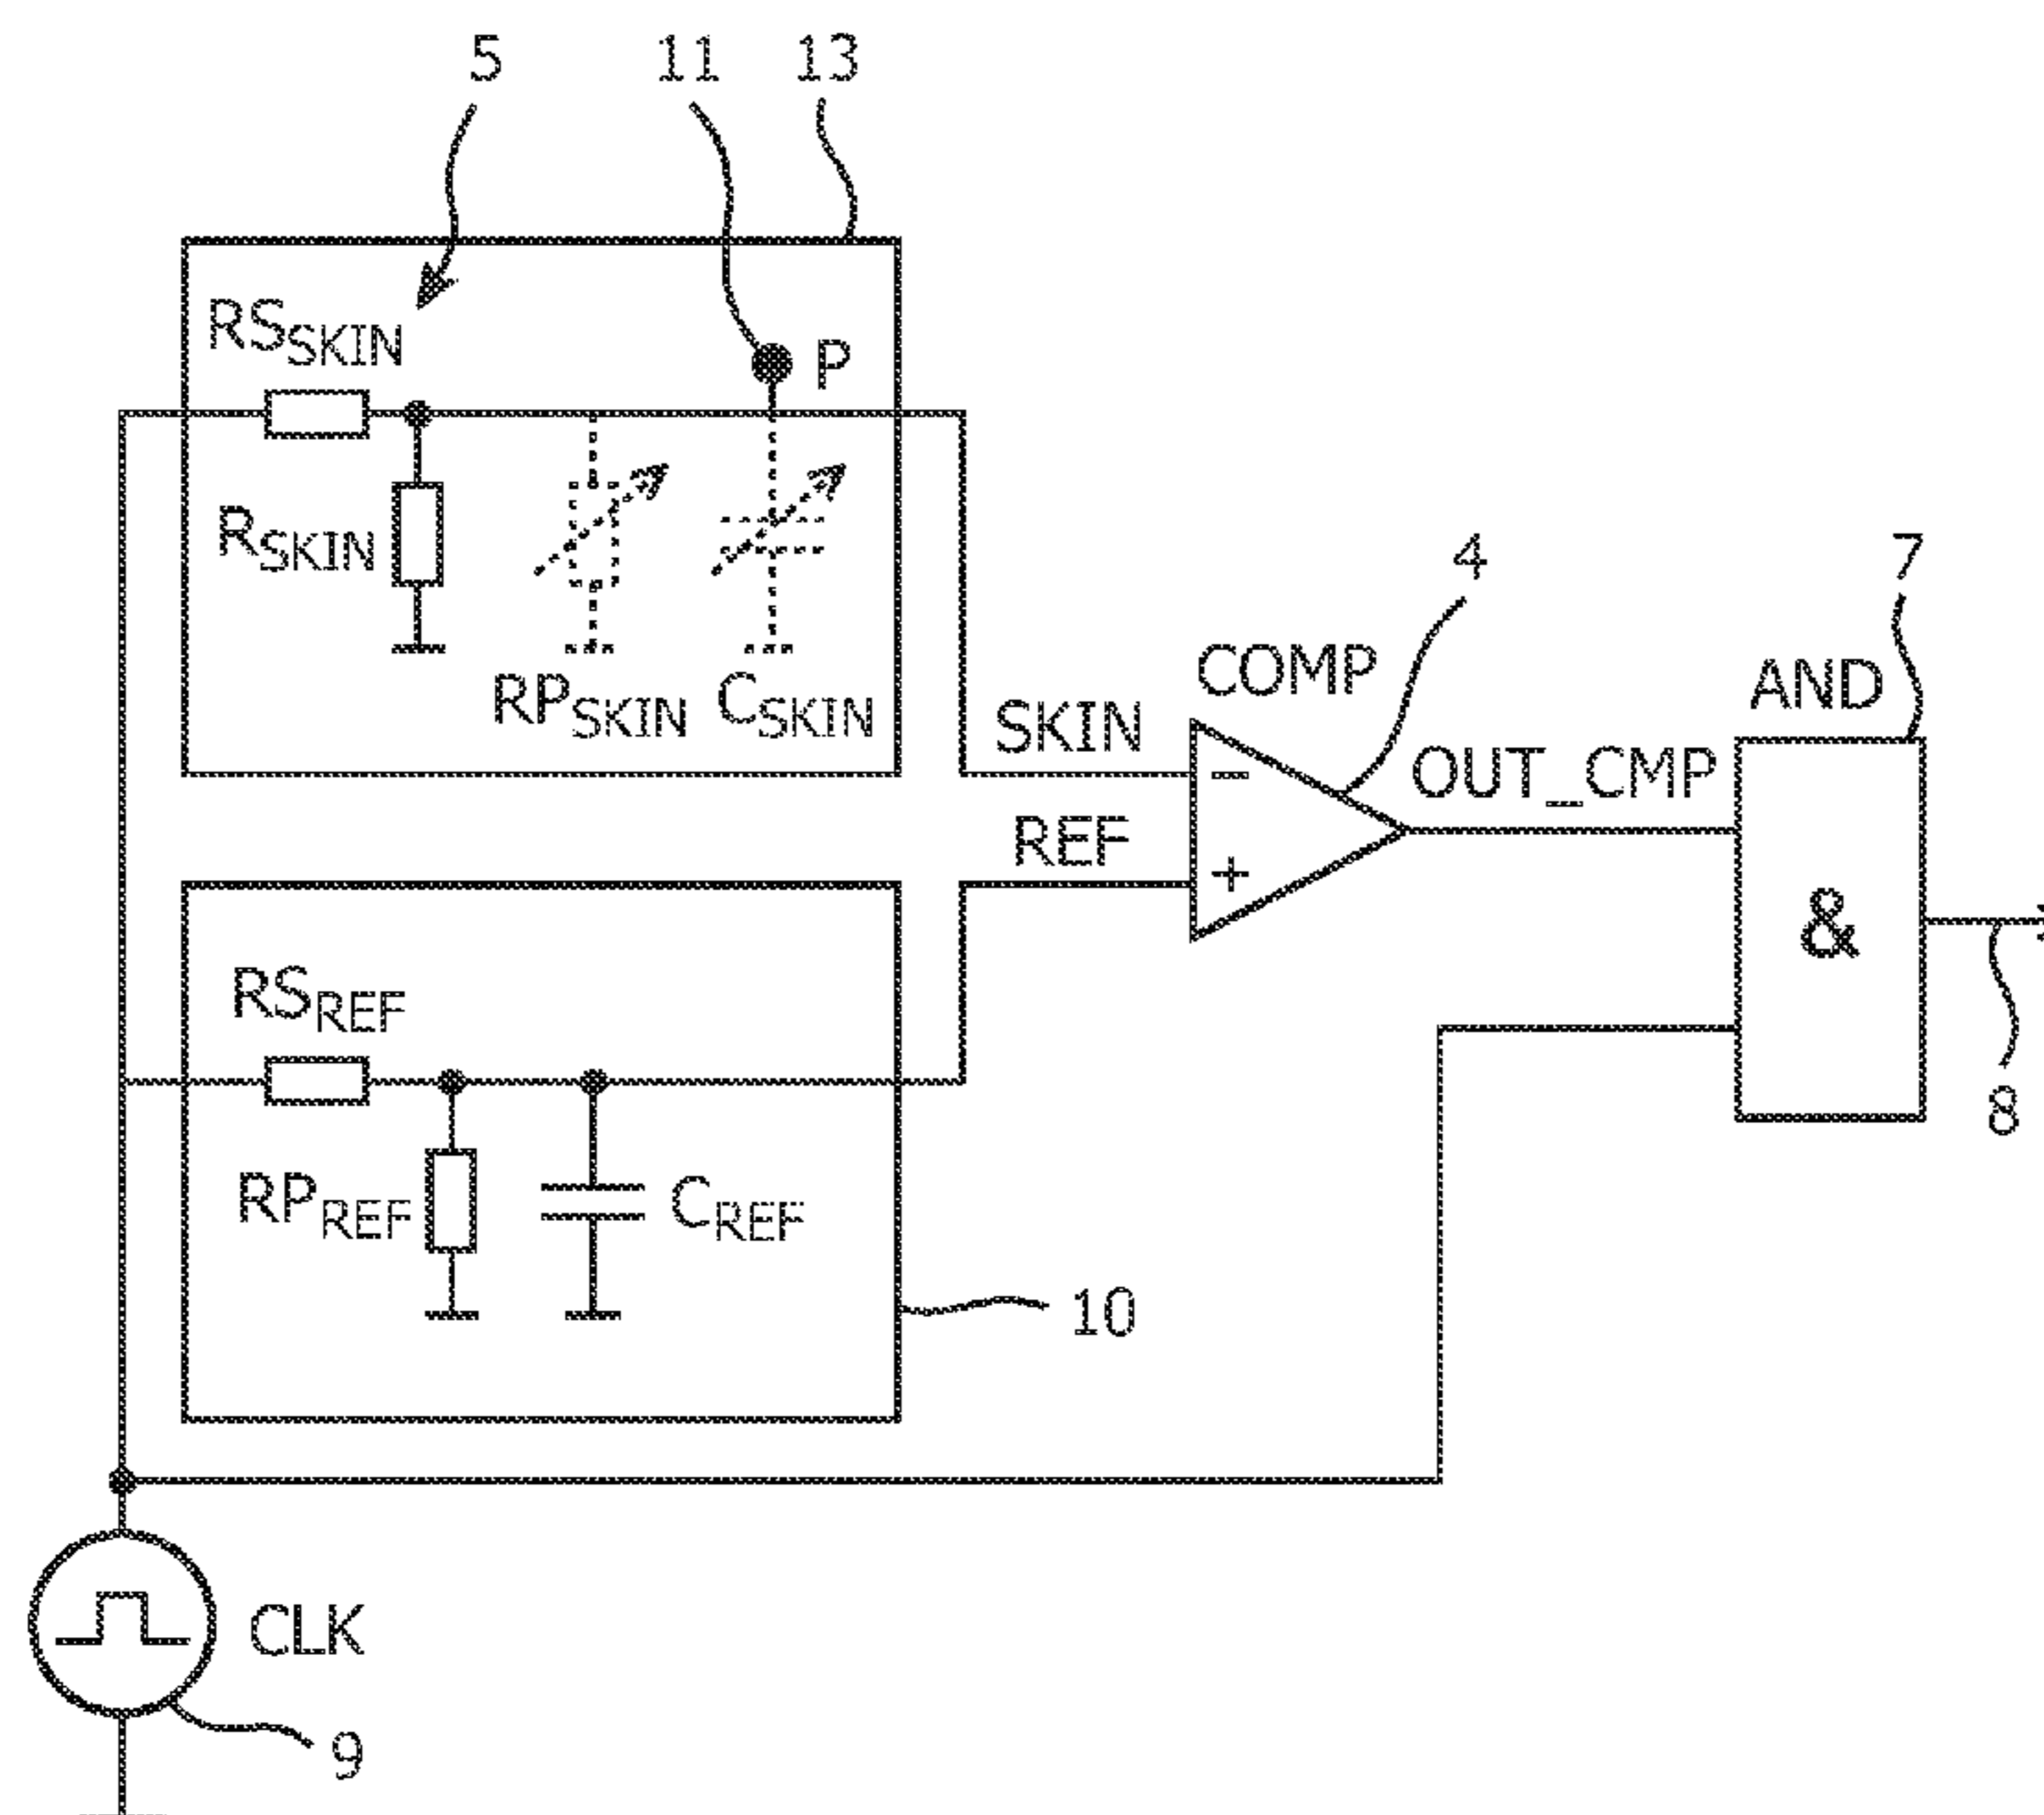 5 11 13
RSSKIN
P
RSKIN
RPSKIN CSKIN
4
7
COMP
AND
SKIN
-
OUT_CMP
REF
+
&
RSREF
8
RPREF
CREF
10
CLK
9